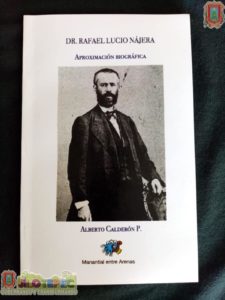 DR. RAFAEL LUCIO NÁJERA
APROXIMACIÓN BIOGRÁFICA
ALBERTO CALDERÓN P.
Manantial entre Arenas